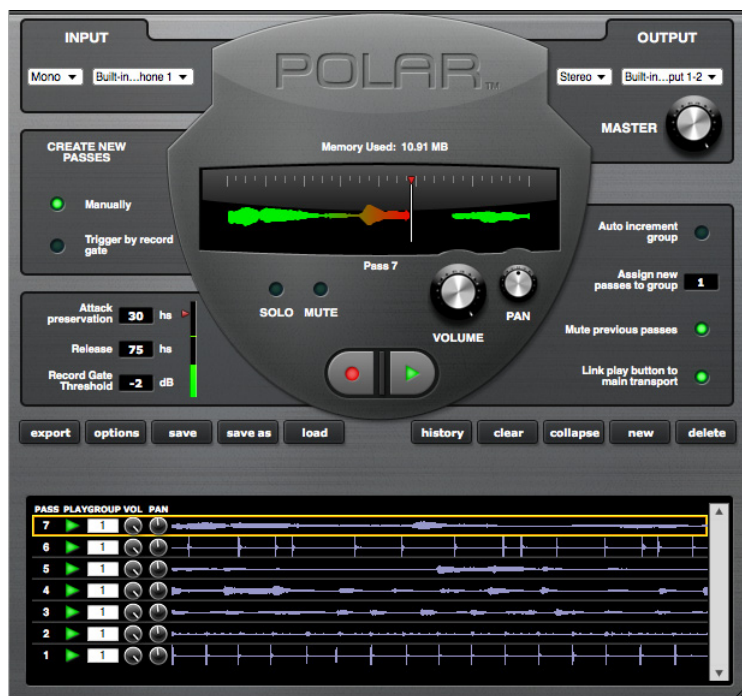 INPUT
Mono
Built-in...hone 1
POLAR™
OUTPUT
Stereo
Built-in...put 1-2
MASTER
CREATE NEW
PASSES
Manually
Trigger by record
gate
Memory Used: 10.91 MB
Pass 7
SOLO MUTE
VOLUME
PAN
Attack
preservation 30 hs
Release 75 hs
Record Gate
Threshold -2 dB
Auto increment
group
Assign new
passes to group 1
Mute previous passes
Link play button to
main transport
export options save save as load history clear collapse new delete
PASS PLAY GROUP VOL PAN
7 1
6 1
5 1
4 1
3 1
2 1
1 1